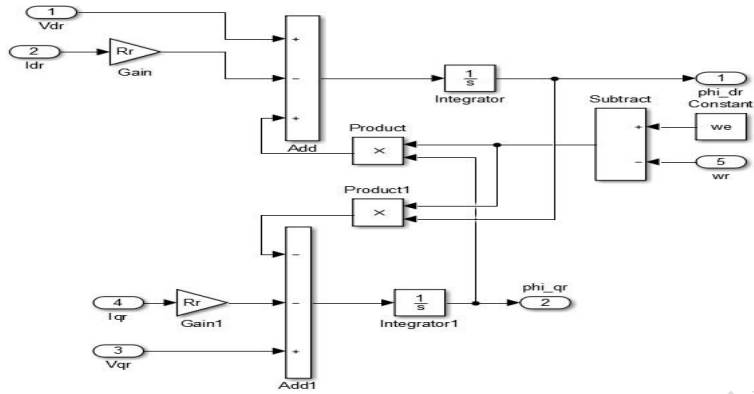 1
Vdr
2
Idr
Rr
Gain
+
−
+
Add
1
s
Integrator
1
phi_dr
Constant
Subtract
we
+
−
5
wr
Product
×
Product1
×
−
−
+
Add1
4
Iqr
Rr
Gain1
3
Vqr
1
s
Integrator1
phi_qr
2